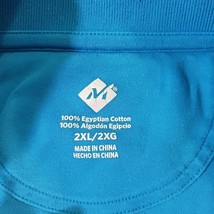 M
100% Egyptian Cotton
100% Algodón Egipcio
2XL/2XG
MADE IN CHINA
HECHO EN CHINA